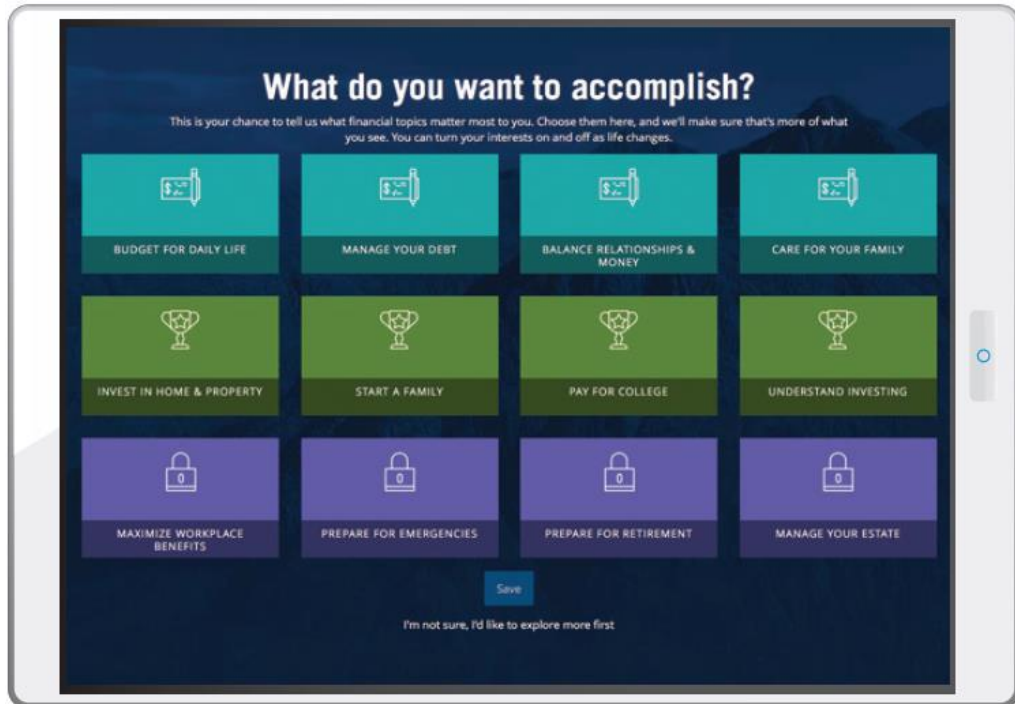 What do you want to accomplish?
This is your chance to tell us what financial topics matter most to you. Choose them here, and we'll make sure that's more of what
you see. You can turn your interests on and off as life changes.
BUDGET FOR DAILY LIFE
MANAGE YOUR DEBT
BALANCE RELATIONSHIPS &
MONEY
CARE FOR YOUR FAMILY
INVEST IN HOME & PROPERTY
START A FAMILY
PAY FOR COLLEGE
UNDERSTAND INVESTING
MAXIMIZE WORKPLACE
BENEFITS
PREPARE FOR EMERGENCIES
PREPARE FOR RETIREMENT
MANAGE YOUR ESTATE
Save
I'm not sure, I'd like to explore more first